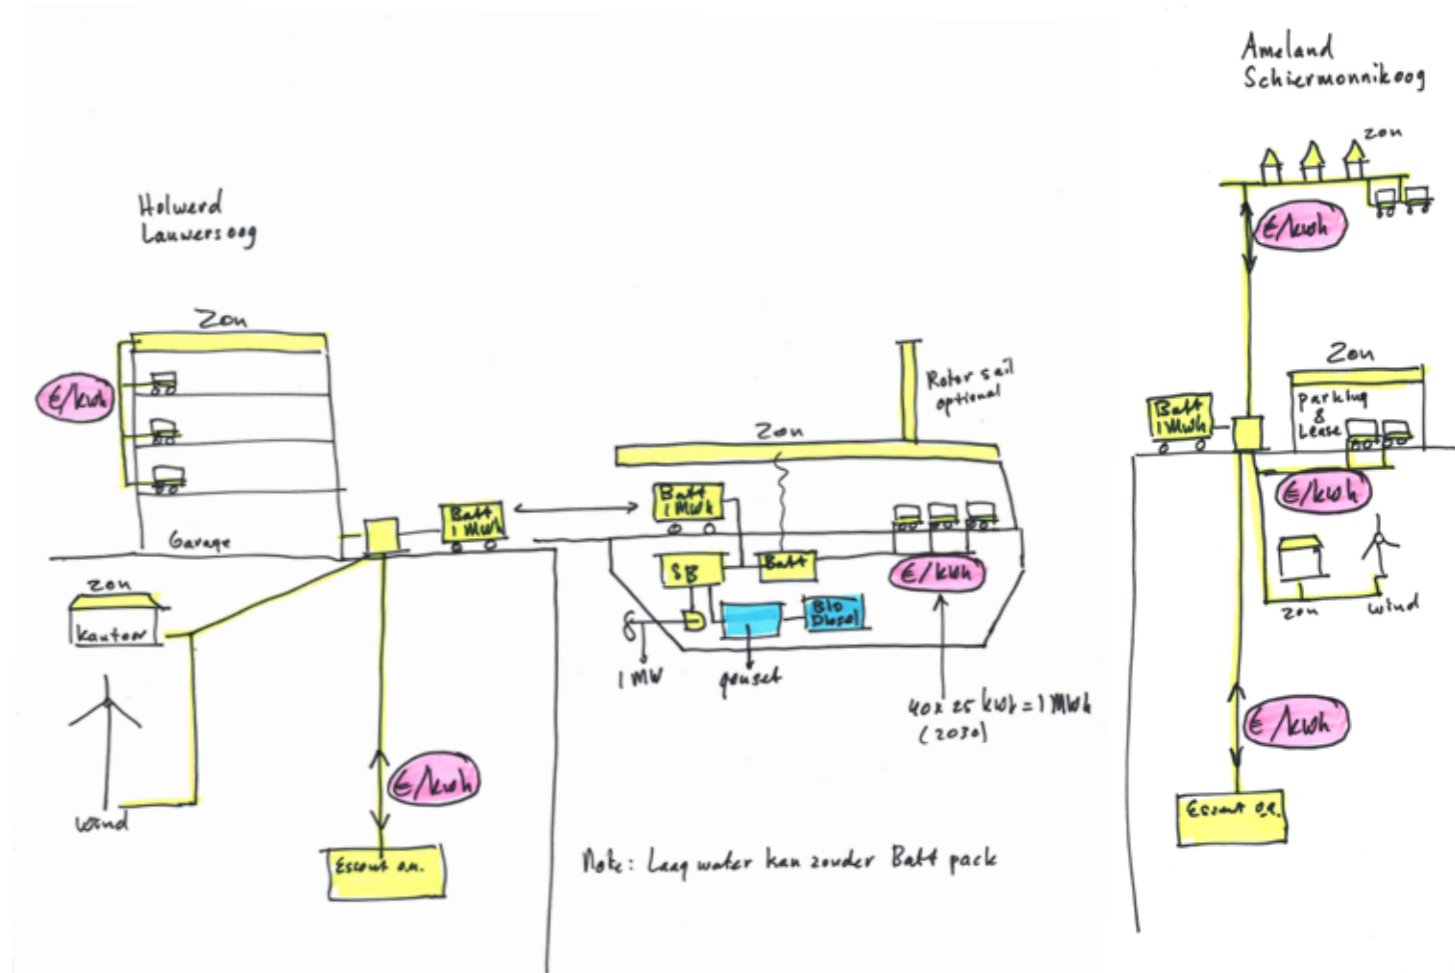 Holwerd
Lauwersoog
Zon
€/kWh
Garage
Batt
1 MWh
zon
kantoor
wind
€/kWh
Essent o.a.
Rotor sail
optional
Zon
Batt
1 MWh
SB
Batt
€/kWh
Bio
Diesel
1 MW
genset
40x 25 kWh = 1 MWh
(2030)
Note: Laag water kan zonder Batt pack
Ameland
Schiermonnikoog
zon
€/kWh
Zon
parking
&
Lease
Batt
1 MWh
€/kWh
zon
wind
€/kWh
Essent o.a.